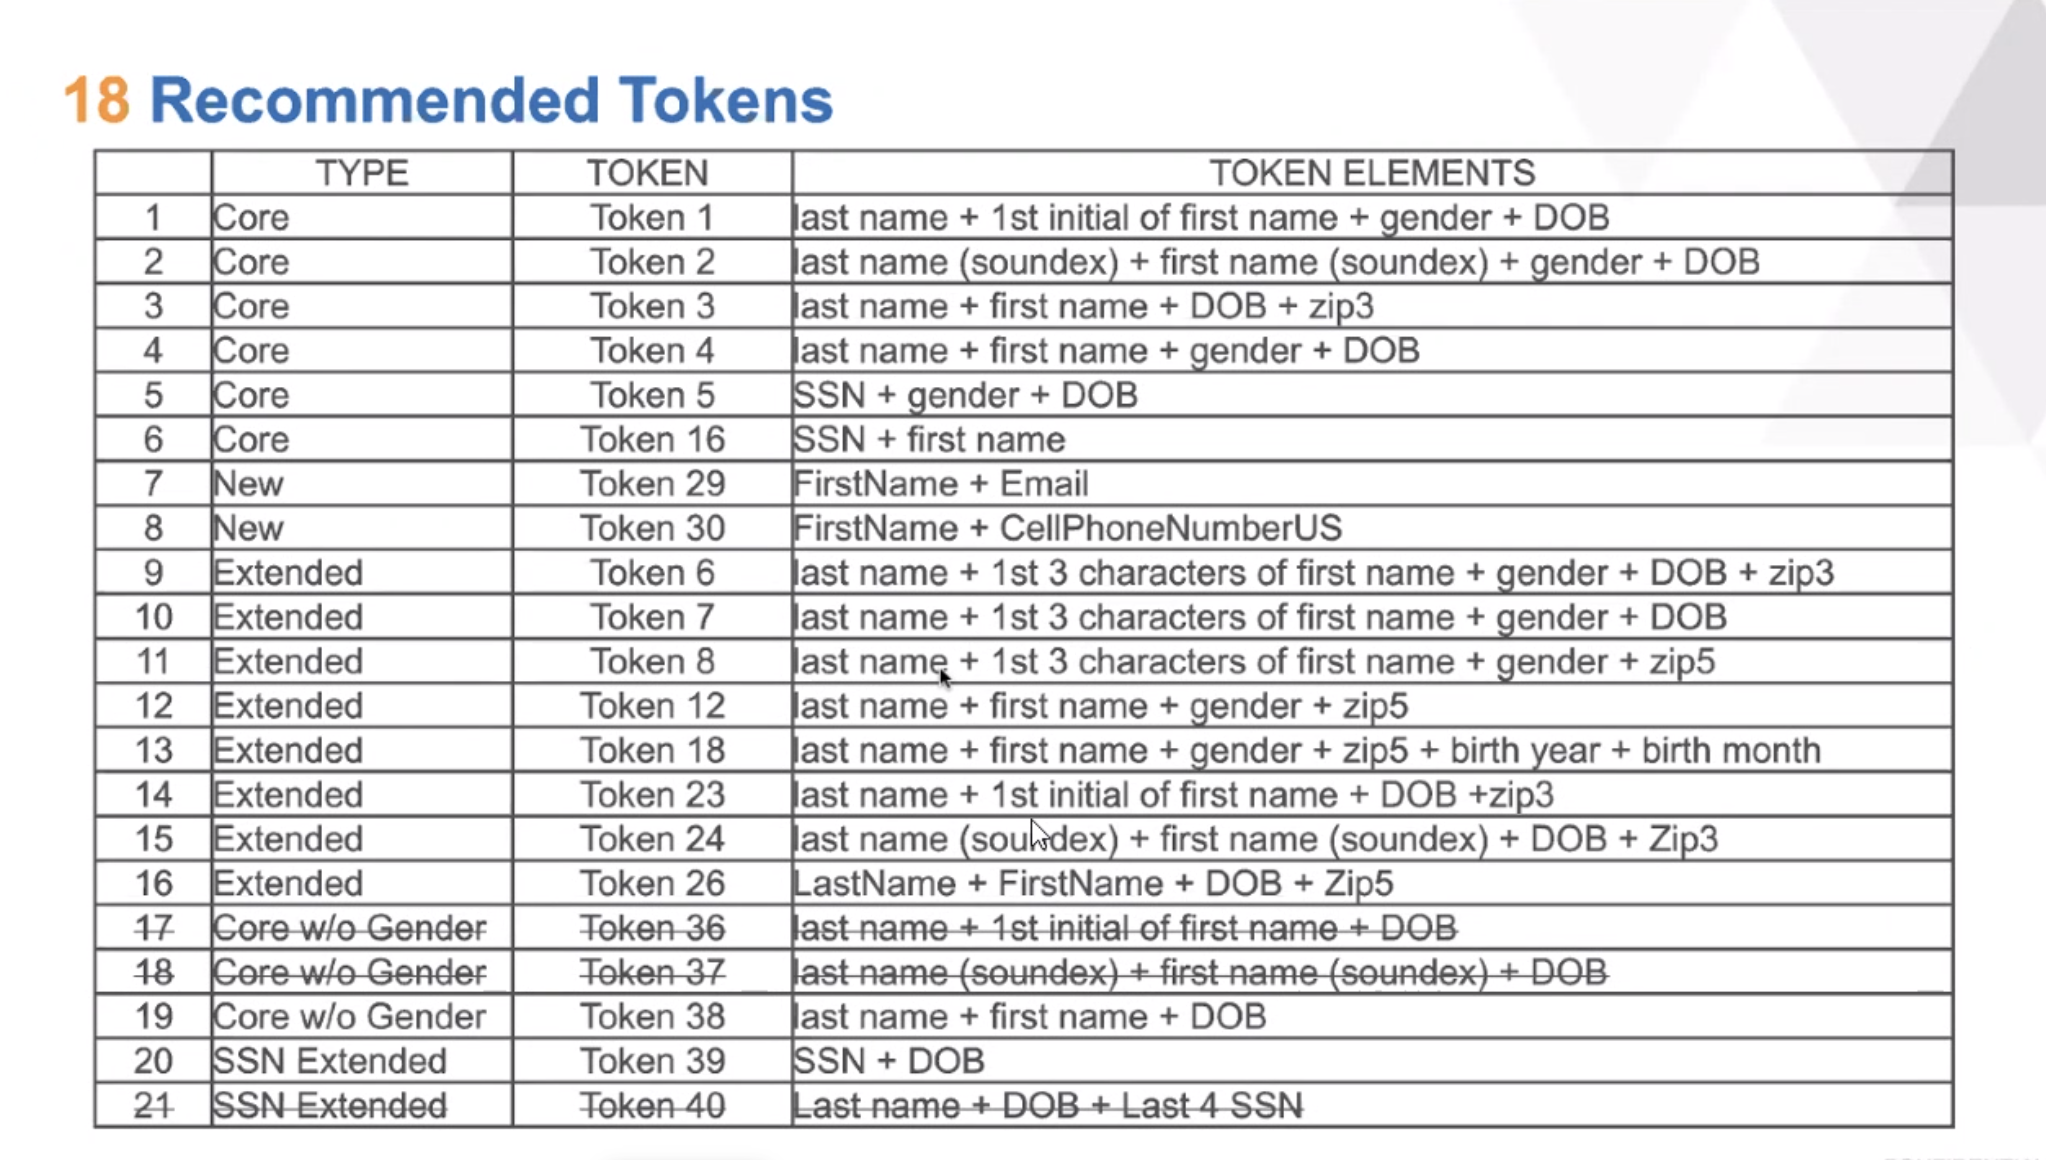 18 Recommended Tokens
TYPE TOKEN TOKEN ELEMENTS
1 Core Token 1 last name + 1st initial of first name + gender + DOB
2 Core Token 2 last name (soundex) + first name (soundex) + gender + DOB
3 Core Token 3 last name + first name + DOB + zip3
4 Core Token 4 last name + first name + gender + DOB
5 Core Token 5 SSN + gender + DOB
6 Core Token 16 SSN + first name
7 New Token 29 FirstName + Email
8 New Token 30 FirstName + CellPhoneNumberUS
9 Extended Token 6 last name + 1st 3 characters of first name + gender + DOB + zip3
10 Extended Token 7 last name + 1st 3 characters of first name + gender + DOB
11 Extended Token 8 last name + 1st 3 characters of first name + gender + zip5
12 Extended Token 12 last name + first name + gender + zip5
13 Extended Token 18 last name + first name + gender + zip5 + birth year + birth month
14 Extended Token 23 last name + 1st initial of first name + DOB +zip3
15 Extended Token 24 last name (soundex) + first name (soundex) + DOB + Zip3
16 Extended Token 26 LastName + FirstName + DOB + Zip5
17 Core w/o Gender Token 36 last name + 1st initial of first name + DOB
18 Core w/o Gender Token 37 last name (soundex) + first name (soundex) + DOB
19 Core w/o Gender Token 38 last name + first name + DOB
20 SSN Extended Token 39 SSN + DOB
21 SSN Extended Token 40 Last name + DOB + Last 4 SSN